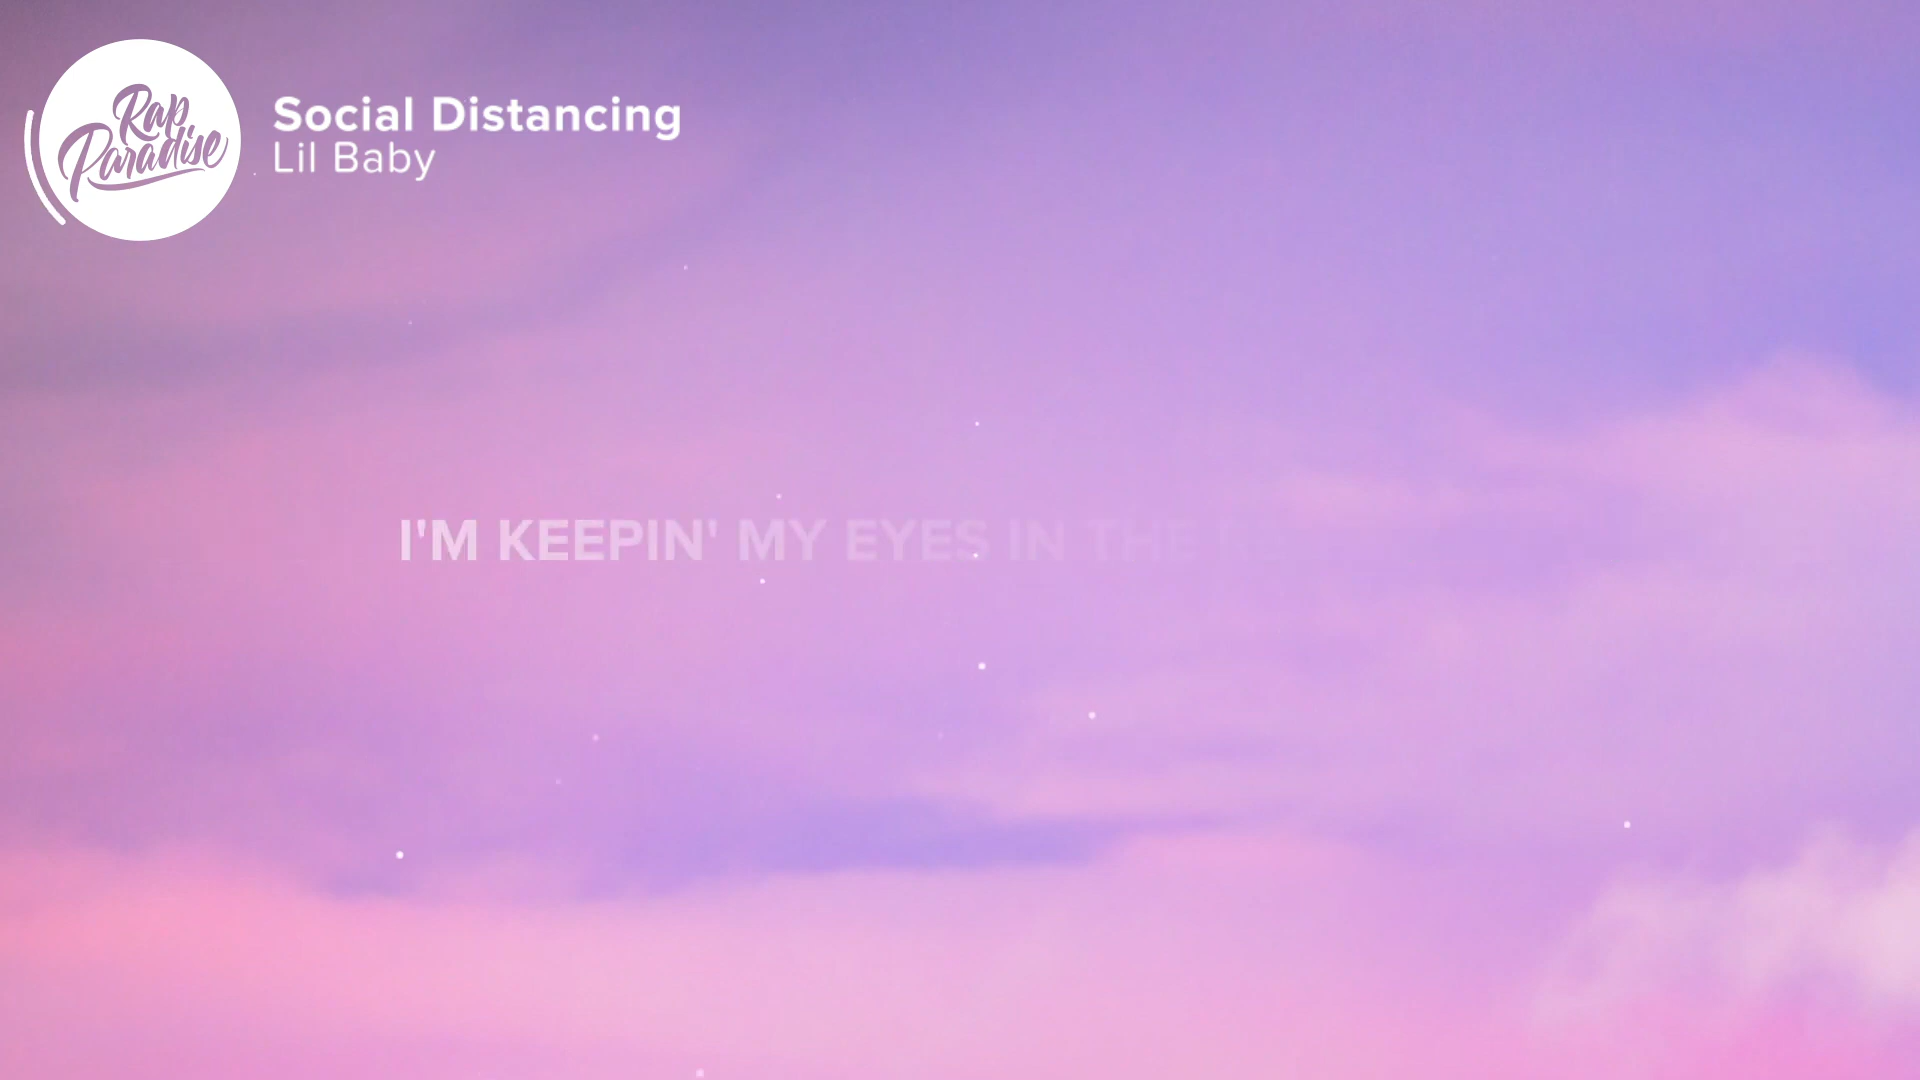 Rap
Paradise
Social Distancing
Lil Baby
I'M KEEPIN' MY EYES IN THE